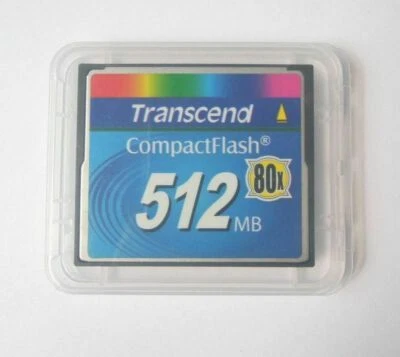 Transcend
CompactFlash®
80x
512 MB